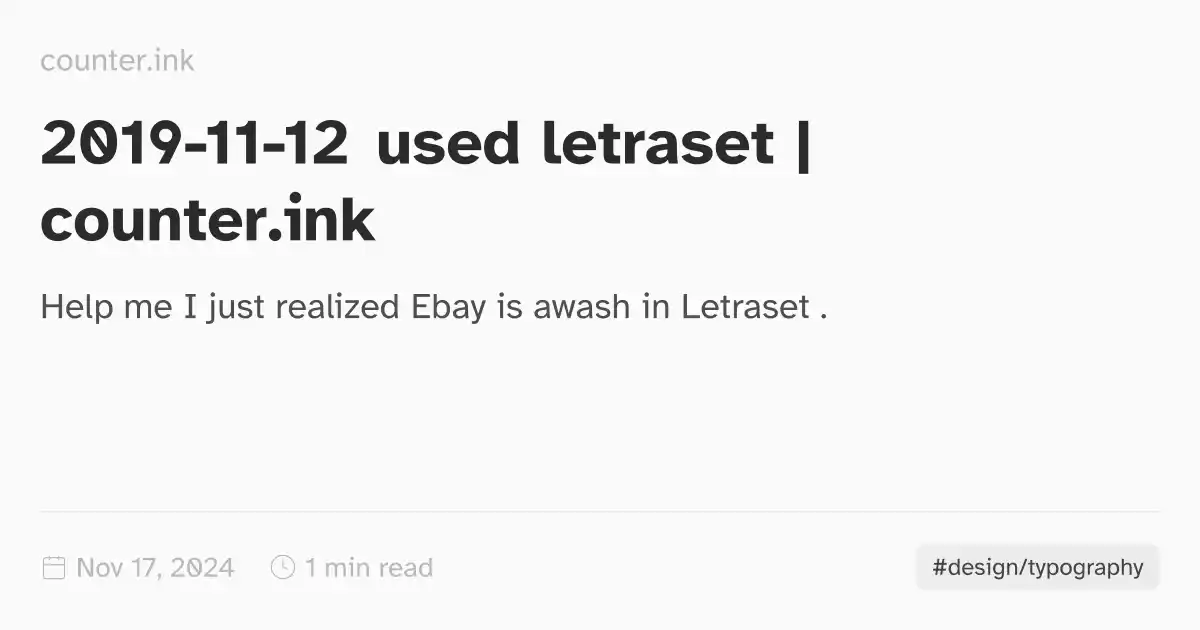 counter.ink
2019-11-12 used letraset |
counter.ink
Help me I just realized Ebay is awash in Letraset .
Nov 17, 2024 1 min read #design/typography